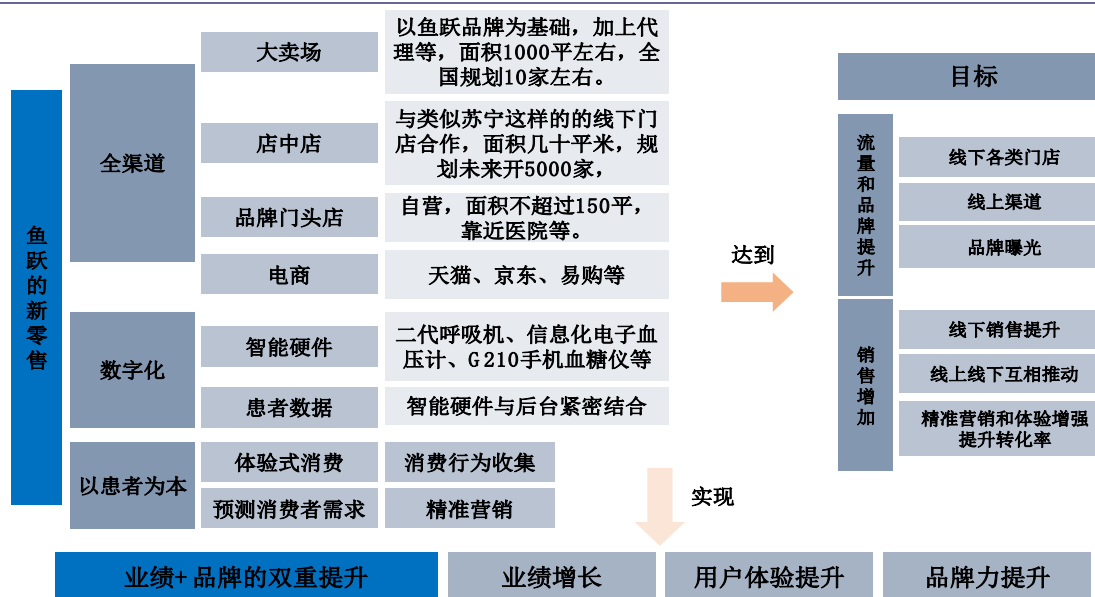 鱼跃的新零售
全渠道
大卖场
以鱼跃品牌为基础，加上代
理等，面积1000平左右，全
国规划10家左右。
店中店
与类似苏宁这样的的线下门
店合作，面积几十平米，规
划未来开5000家，
品牌门头店
自营，面积不超过150平，
靠近医院等。
电商
天猫、京东、易购等
数字化
智能硬件
二代呼吸机、信息化电子血
压计、G210手机血糖仪等
患者数据
智能硬件与后台紧密结合
以患者为本
体验式消费
消费行为收集
预测消费者需求
精准营销
达到
目标
流量和品牌提升
线下各类门店
线上渠道
品牌曝光
销售增加
线下销售提升
线上线下互相推动
精准营销和体验增强
提升转化率
实现
业绩+品牌的双重提升
业绩增长
用户体验提升
品牌力提升